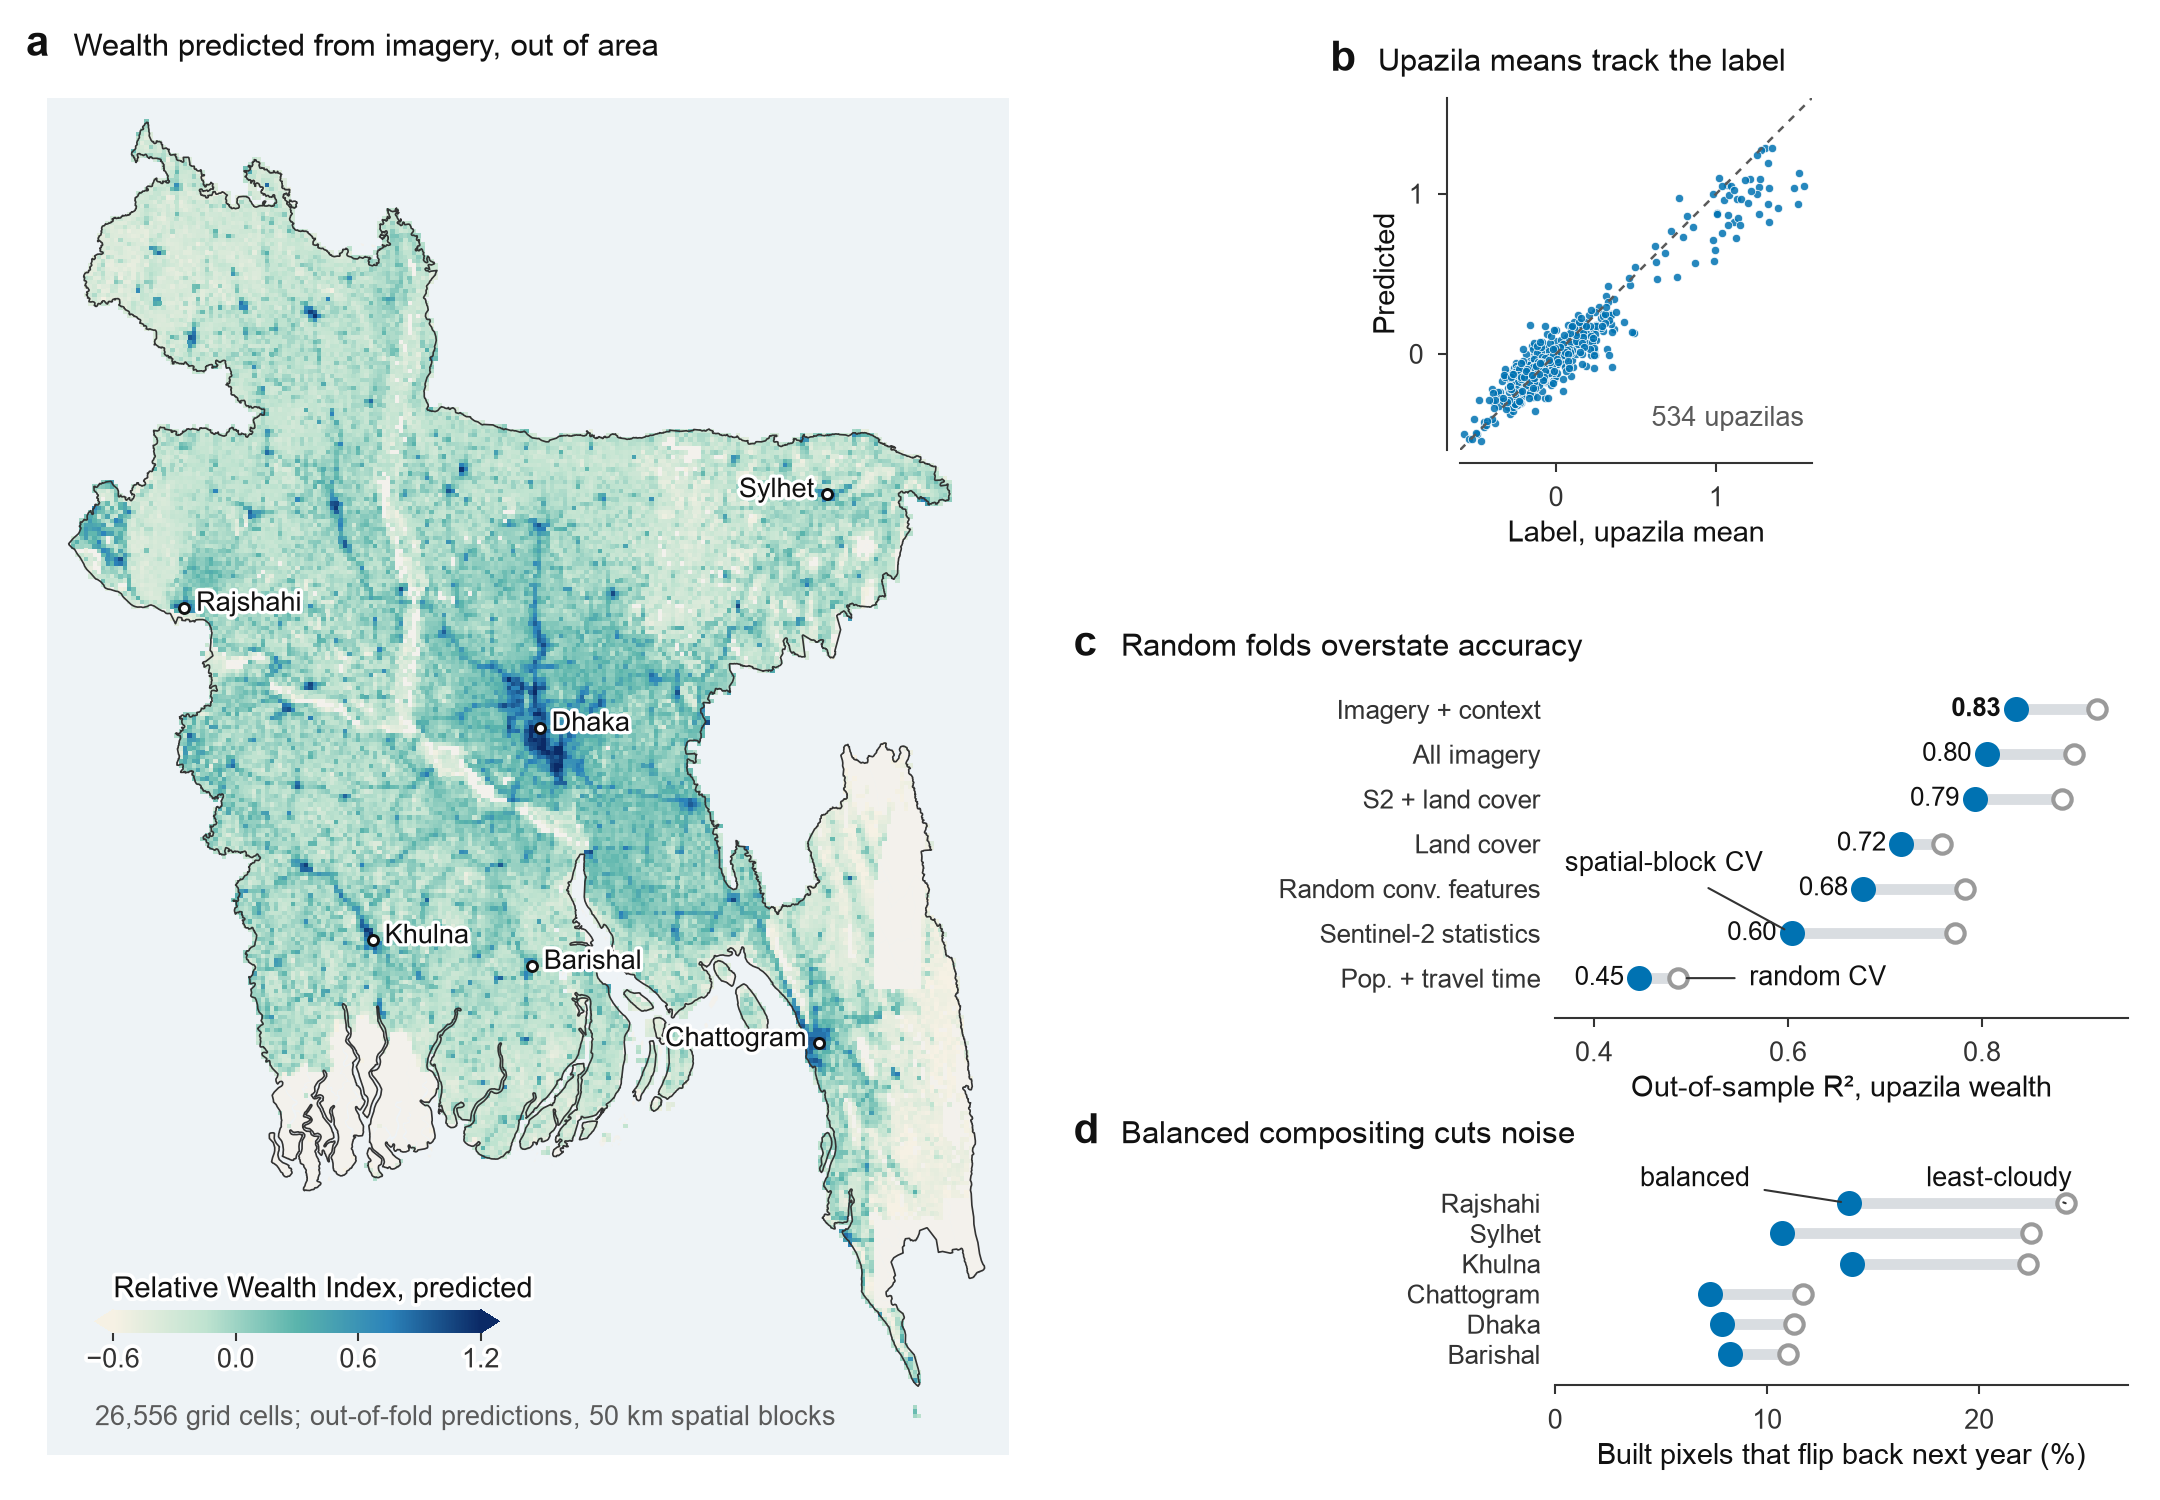 a Wealth predicted from imagery, out of area
Sylhet
Rajshahi
Dhaka
Khulna
Barishal
Chattogram
Relative Wealth Index, predicted
−0.6 0.0 0.6 1.2
26,556 grid cells; out-of-fold predictions, 50 km spatial blocks
b Upazila means track the label
Predicted
1
0
534 upazilas
0 1
Label, upazila mean
c Random folds overstate accuracy
Imagery + context 0.83
All imagery 0.80
S2 + land cover 0.79
Land cover 0.72
spatial-block CV
Random conv. features 0.68
Sentinel-2 statistics 0.60
Pop. + travel time 0.45 random CV
0.4 0.6 0.8
Out-of-sample R², upazila wealth
d Balanced compositing cuts noise
balanced least-cloudy
Rajshahi
Sylhet
Khulna
Chattogram
Dhaka
Barishal
0 10 20
Built pixels that flip back next year (%)